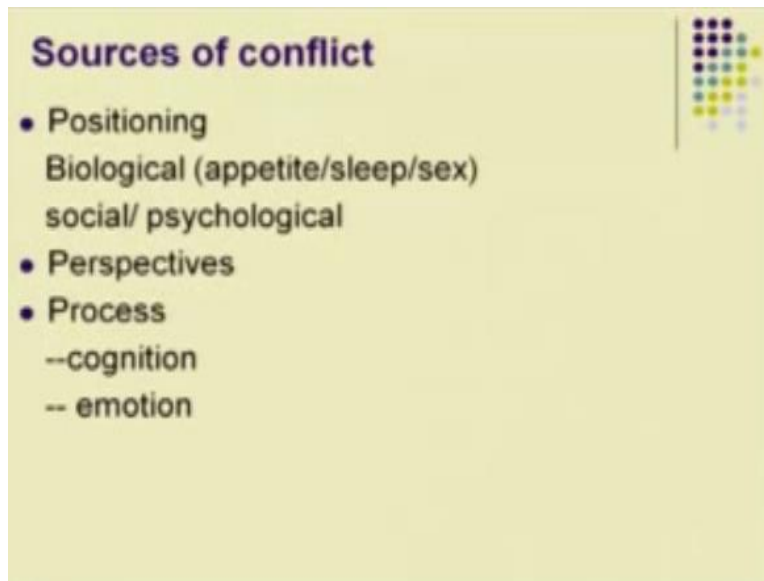 Sources of conflict
● Positioning
Biological (appetite/sleep/sex)
social/ psychological
● Perspectives
● Process
--cognition
-- emotion